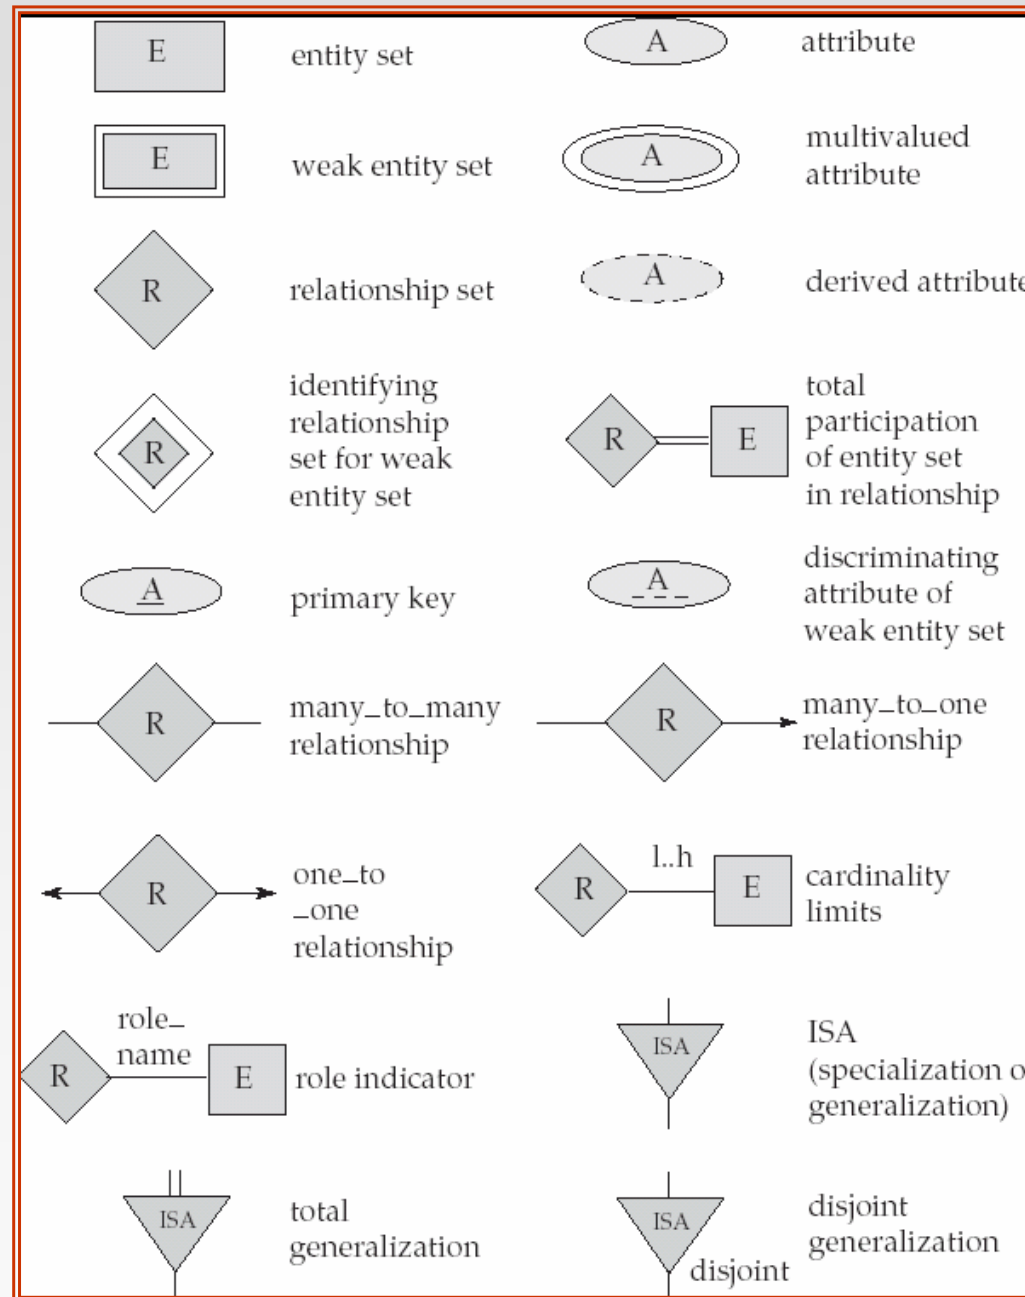 E
entity set
A
attribute
E
weak entity set
A
multivalued
attribute
R
relationship set
A
derived attribute
R
identifying
relationship
set for weak
entity set
R
E
total
participation
of entity set
in relationship
A
primary key
A
discriminating
attribute of
weak entity set
R
many_to_many
relationship
R
many_to_one
relationship
R
one_to
_one
relationship
R
l..h
E
cardinality
limits
R
role_
name
E
role indicator
ISA
ISA
(specialization o
generalization)
ISA
total
generalization
ISA
disjoint
disjoint
generalization